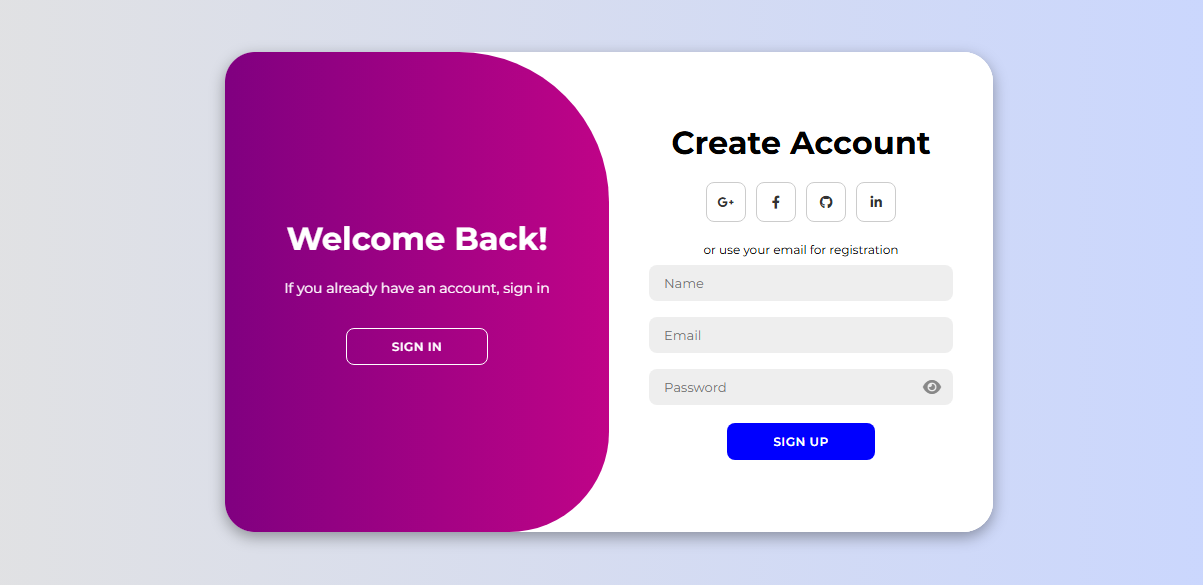 Welcome Back!
If you already have an account, sign in
SIGN IN
Create Account
G+
f
in
or use your email for registration
Name
Email
Password
SIGN UP